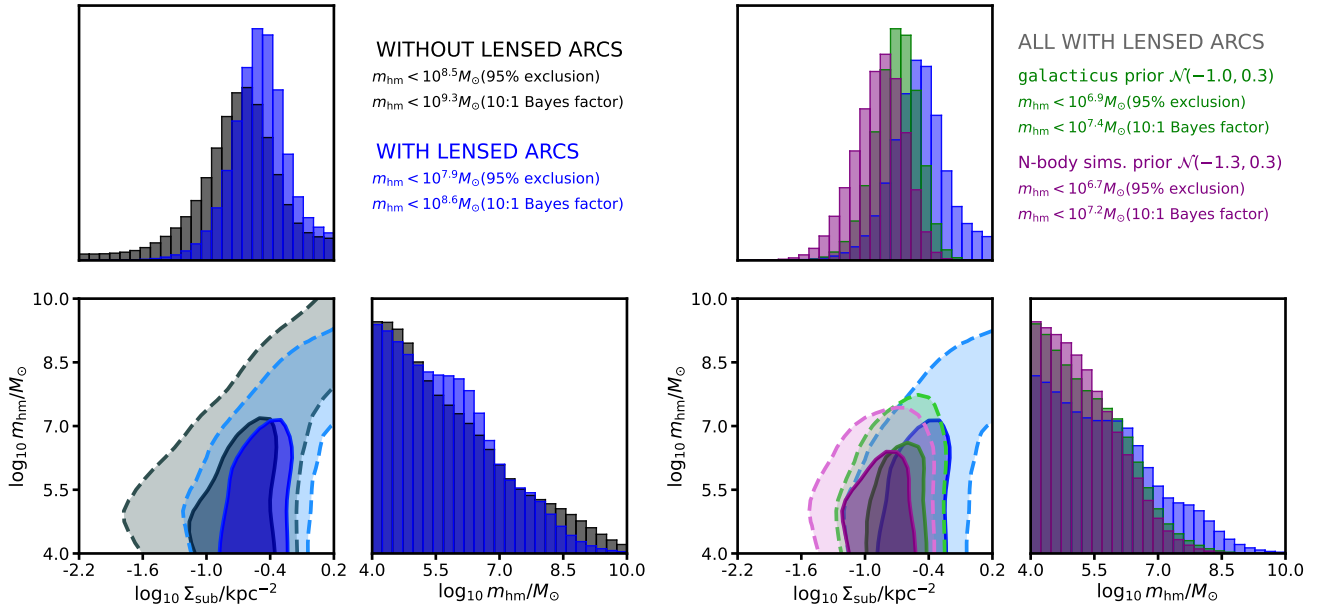 WITHOUT LENSED ARCS
m_hm < 10^8.5 M_⊙(95% exclusion)
m_hm < 10^9.3 M_⊙(10:1 Bayes factor)
WITH LENSED ARCS
m_hm < 10^7.9 M_⊙(95% exclusion)
m_hm < 10^8.6 M_⊙(10:1 Bayes factor)
10.0
8.5
7.0
5.5
4.0
log₁₀ m_hm/M_⊙
-2.2 -1.6 -1.0 -0.4 0.2
log₁₀ Σ_sub/kpc⁻²
4.0 5.5 7.0 8.5 10.0
log₁₀ m_hm/M_⊙
ALL WITH LENSED ARCS
galacticus prior 𝒩(−1.0, 0.3)
m_hm < 10^6.9 M_⊙(95% exclusion)
m_hm < 10^7.4 M_⊙(10:1 Bayes factor)
N-body sims. prior 𝒩(−1.3, 0.3)
m_hm < 10^6.7 M_⊙(95% exclusion)
m_hm < 10^7.2 M_⊙(10:1 Bayes factor)
10.0
8.5
7.0
5.5
4.0
log₁₀ m_hm/M_⊙
-2.2 -1.6 -1.0 -0.4 0.2
log₁₀ Σ_sub/kpc⁻²
4.0 5.5 7.0 8.5 10.0
log₁₀ m_hm/M_⊙